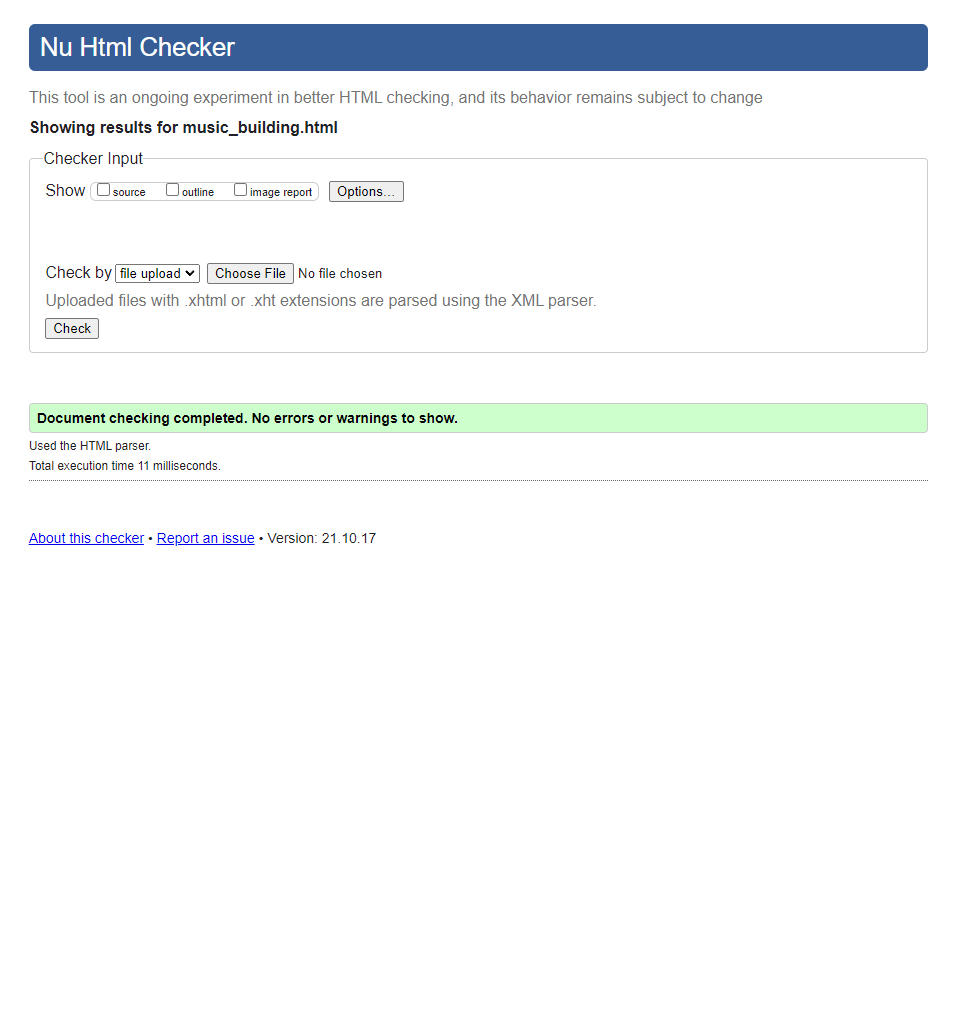 Nu Html Checker
This tool is an ongoing experiment in better HTML checking, and its behavior remains subject to change
Showing results for music_building.html
Checker Input
Show source outline image report Options...
Check by file upload Choose File No file chosen
Uploaded files with .xhtml or .xht extensions are parsed using the XML parser.
Check
Document checking completed. No errors or warnings to show.
Used the HTML parser.
Total execution time 11 milliseconds.
About this checker • Report an issue • Version: 21.10.17